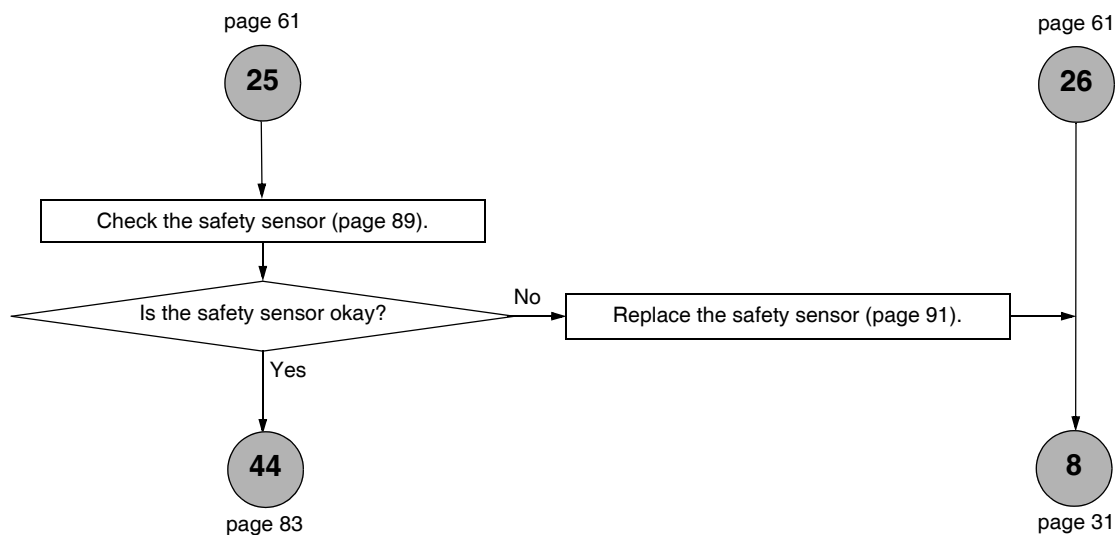 page 61
25
page 61
26
Check the safety sensor (page 89).
Is the safety sensor okay?
No
Replace the safety sensor (page 91).
Yes
44
page 83
8
page 31